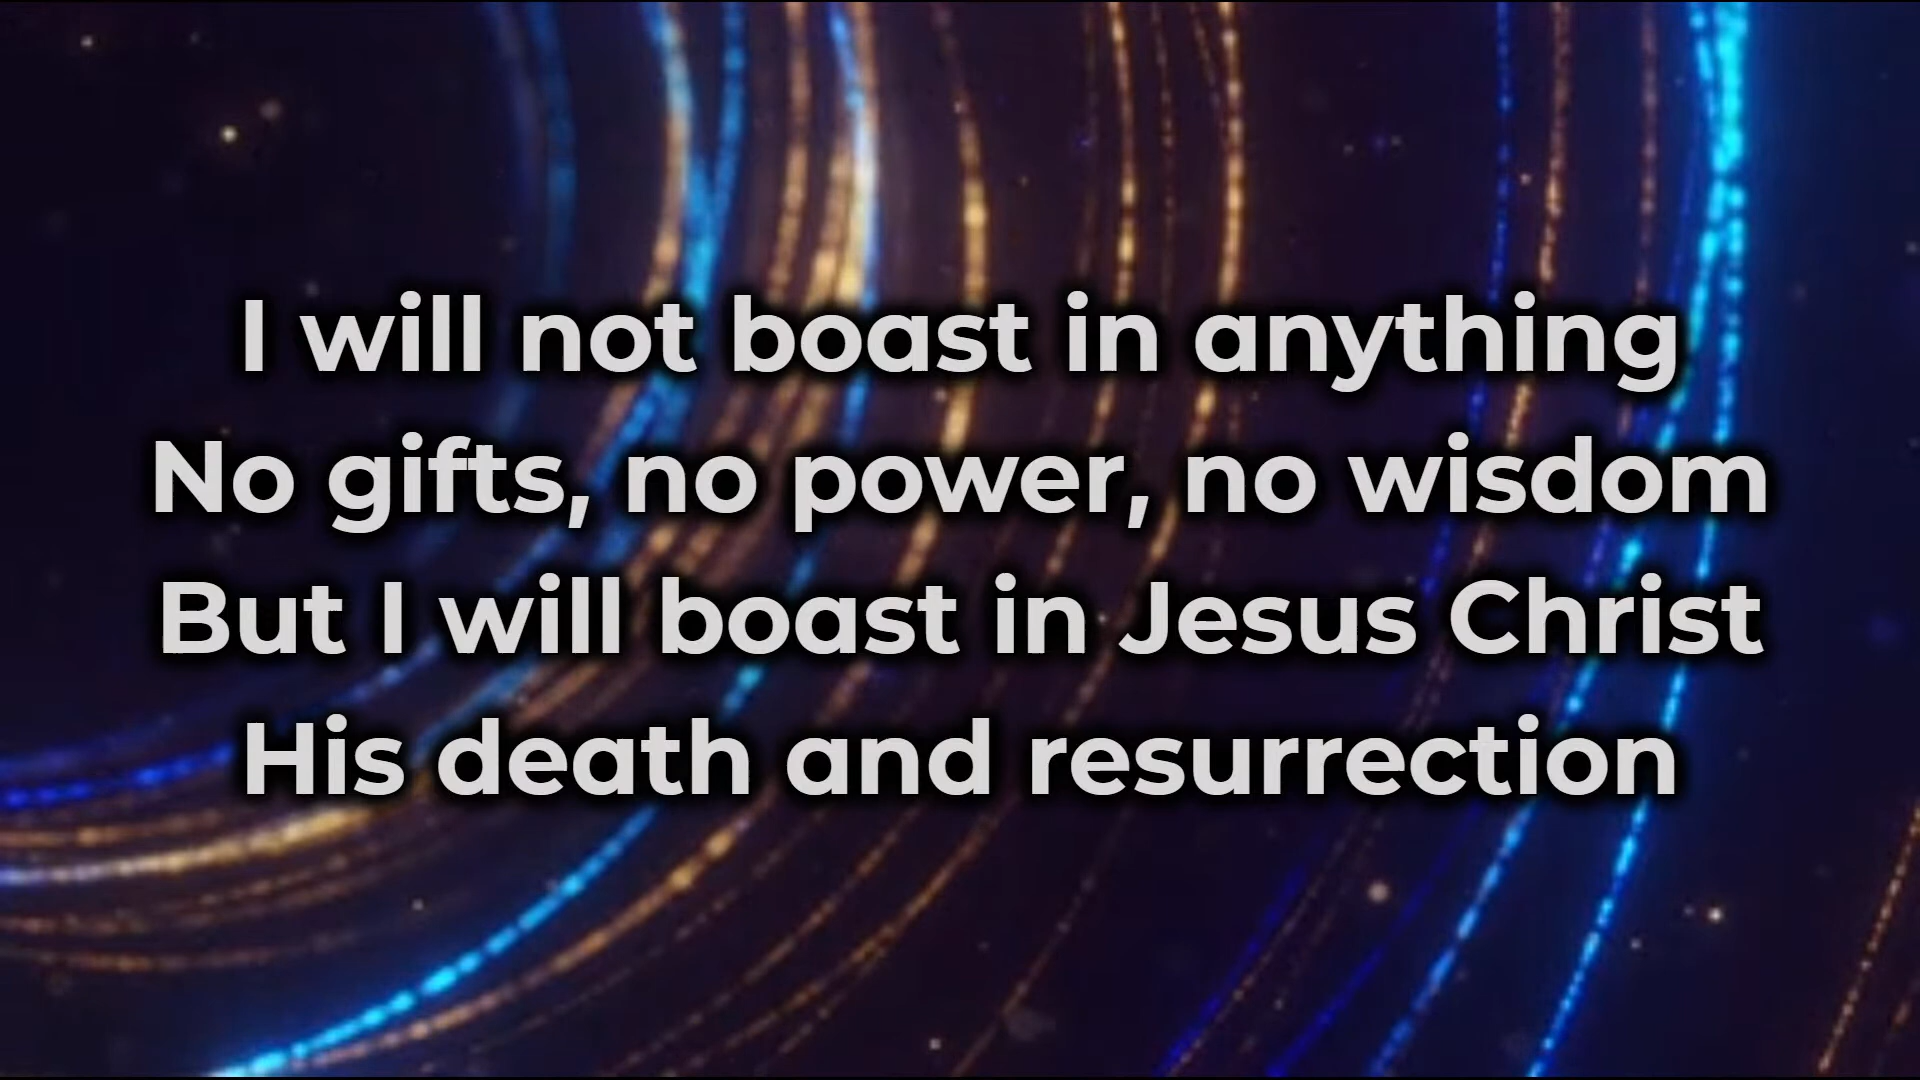 I will not boast in anything
No gifts, no power, no wisdom
But I will boast in Jesus Christ
His death and resurrection